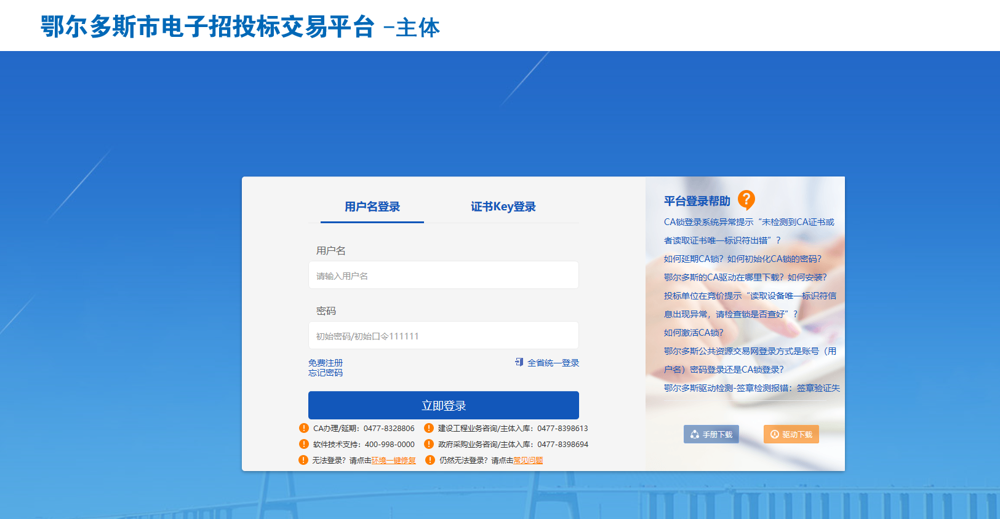 鄂尔多斯市电子招投标交易平台 -主体
用户名登录
证书Key登录
用户名
请输入用户名
密码
初始密码/初始口令111111
免费注册
全省统一登录
忘记密码
立即登录
CA办理/延期：0477-8328806
建设工程业务咨询/主体入库：0477-8398613
软件技术支持：400-998-0000
政府采购业务咨询/主体入库：0477-8398694
无法登录？请点击环境一键修复
仍然无法登录？请点击常见问题
平台登录帮助
CA锁登录系统异常提示“未检测到CA证书或
者读取证书唯一标识符出错”？
如何延期CA锁？如何初始化CA锁的密码？
鄂尔多斯的CA驱动在哪里下载？如何安装？
投标单位在竞价提示“读取设备唯一标识符信
息出现异常，请检查锁是否查好”？
如何激活CA锁？
鄂尔多斯公共资源交易网登录方式是账号（用
户名）密码登录还是CA锁登录？
鄂尔多斯驱动检测-签章检测报错：签章验证失
手册下载
驱动下载